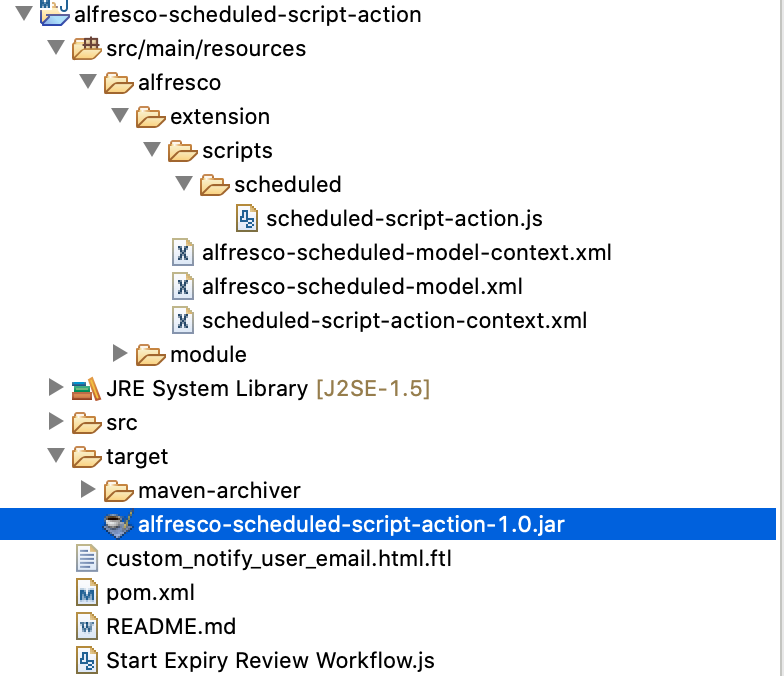 alfresco-scheduled-script-action
src/main/resources
alfresco
extension
scripts
scheduled
scheduled-script-action.js
alfresco-scheduled-model-context.xml
alfresco-scheduled-model.xml
scheduled-script-action-context.xml
module
JRE System Library [J2SE-1.5]
src
target
maven-archiver
alfresco-scheduled-script-action-1.0.jar
custom_notify_user_email.html.ftl
pom.xml
README.md
Start Expiry Review Workflow.js